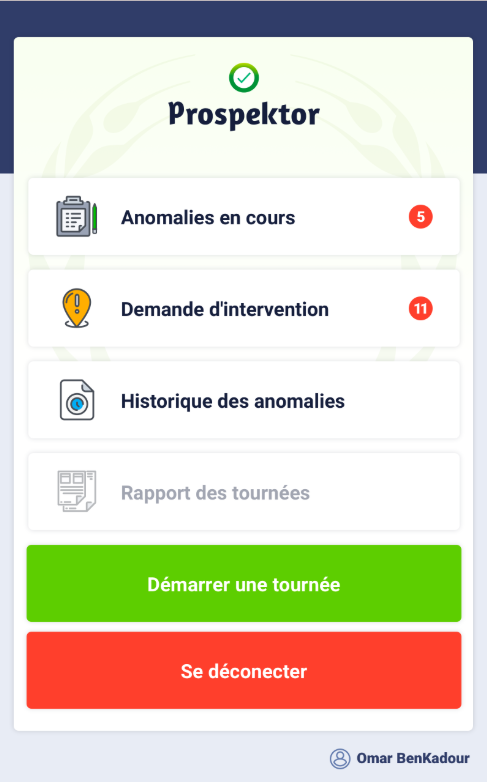 Prospektor
Anomalies en cours
5
Demande d'intervention
11
Historique des anomalies
Rapport des tournées
Démarrer une tournée
Se déconecter
Omar BenKadour